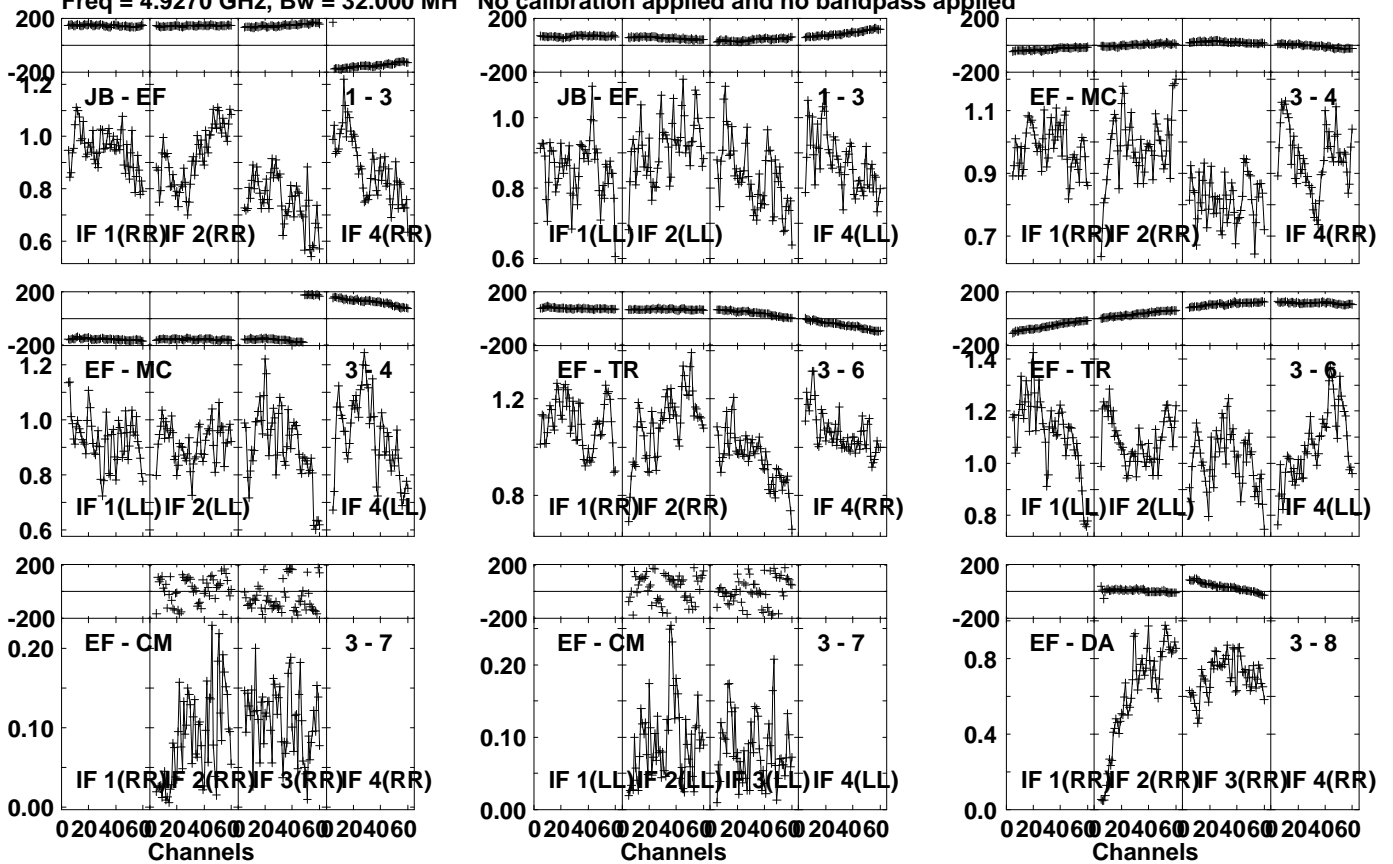 Freq = 4.9270 GHz, Bw = 32.000 MH No calibration applied and no bandpass applied
200
-200
1.2
1.0
0.8
0.6
JB - EF
1 - 3
IF 1(RR)
IF 2(RR)
IF 4(RR)
200
-200
1.0
0.8
0.6
JB - EF
1 - 3
IF 1(LL)
IF 2(LL)
IF 4(LL)
200
-200
1.1
0.9
0.7
EF - MC
3 - 4
IF 1(RR)
IF 2(RR)
IF 4(RR)
200
-200
1.2
1.0
0.8
0.6
EF - MC
3 - 4
IF 1(LL)
IF 2(LL)
IF 4(LL)
200
-200
1.2
1.0
0.8
EF - TR
3 - 6
IF 1(RR)
IF 2(RR)
IF 4(RR)
200
-200
1.4
1.2
1.0
0.8
EF - TR
3 - 6
IF 1(LL)
IF 2(LL)
IF 4(LL)
200
-200
0.20
0.10
0.00
EF - CM
3 - 7
IF 1(RR)
IF 2(RR)
IF 3(RR)
IF 4(RR)
0 20 40 60 0 20 40 60 0 20 40 60 0 20 40 60
Channels
200
-200
0.20
0.10
0.00
EF - CM
3 - 7
IF 1(LL)
IF 2(LL)
IF 3(LL)
IF 4(LL)
0 20 40 60 0 20 40 60 0 20 40 60 0 20 40 60
Channels
200
-200
0.8
0.4
0.0
EF - DA
3 - 8
IF 1(RR)
IF 2(RR)
IF 3(RR)
IF 4(RR)
0 20 40 60 0 20 40 60 0 20 40 60 0 20 40 60
Channels